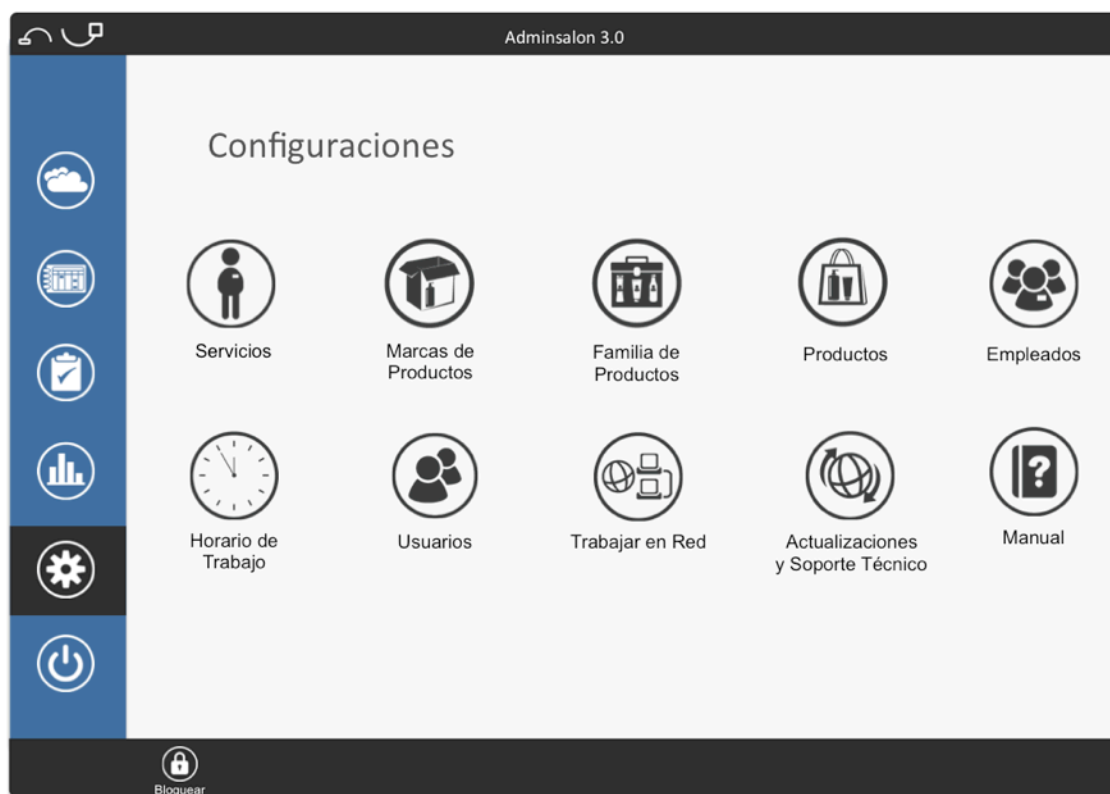 Adminsalon 3.0
Configuraciones
Servicios
Marcas de
Productos
Familia de
Productos
Productos
Empleados
Horario de
Trabajo
Usuarios
Trabajar en Red
Actualizaciones
y Soporte Técnico
?
Manual
Bloquear